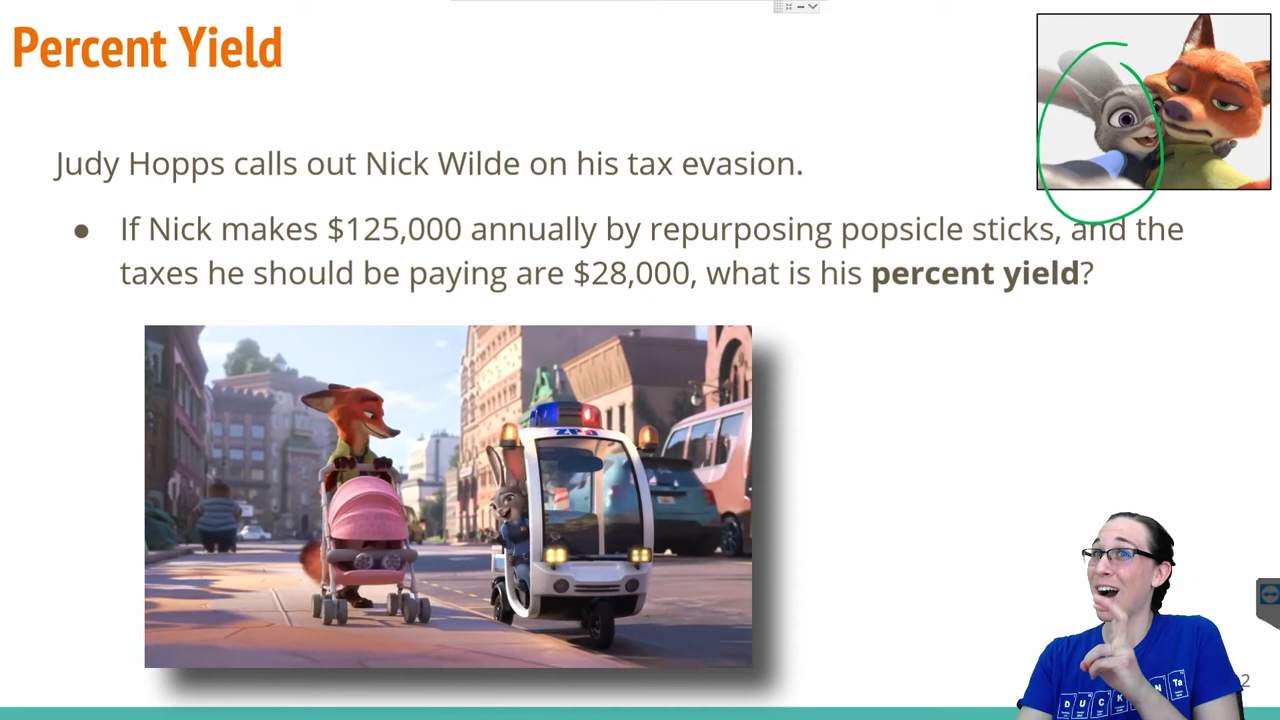 Percent Yield
Judy Hopps calls out Nick Wilde on his tax evasion.
● If Nick makes $125,000 annually by repurposing popsicle sticks, and the
taxes he should be paying are $28,000, what is his percent yield?
ZPD
D U C K N Ta
2